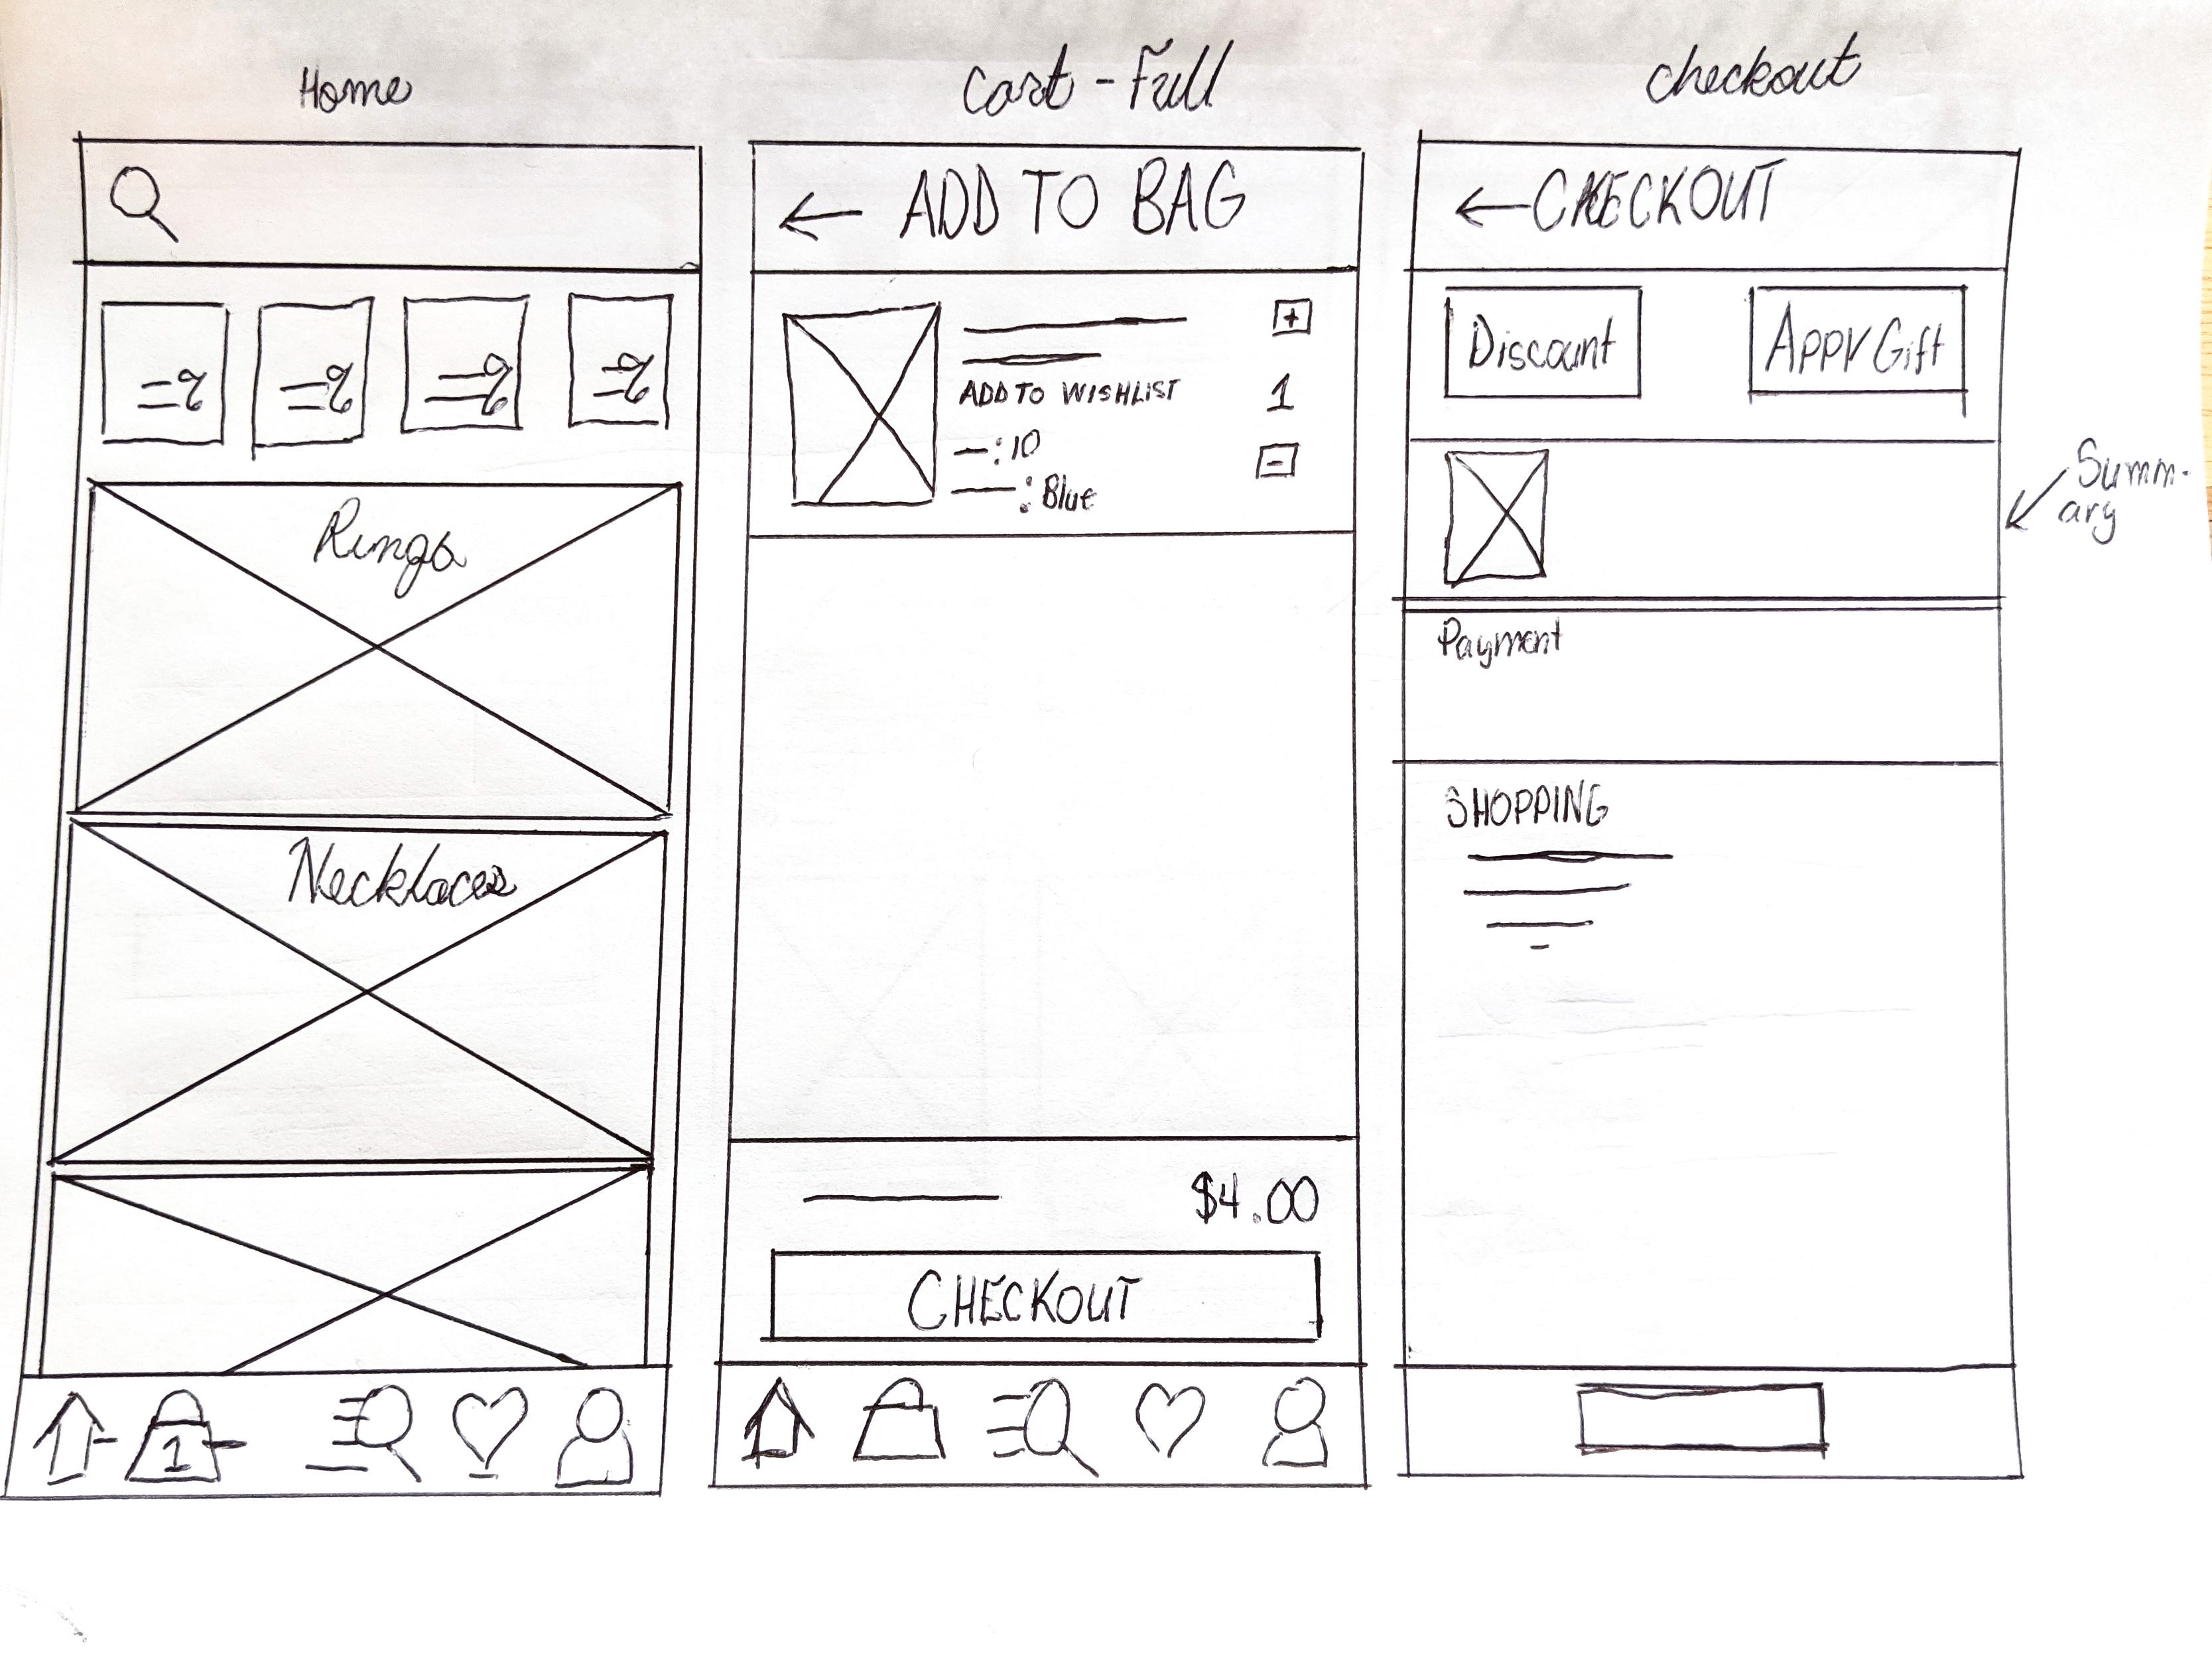 Home
Cart - Full
checkout
ADD TO BAG
CHECKOUT
Discount
Apply Gift
+
ADD TO WISHLIST
1
-
: 10
: Blue
Rings
Necklaces
Summ-
ary
Payment
SHOPPING
$4.00
CHECKOUT
1